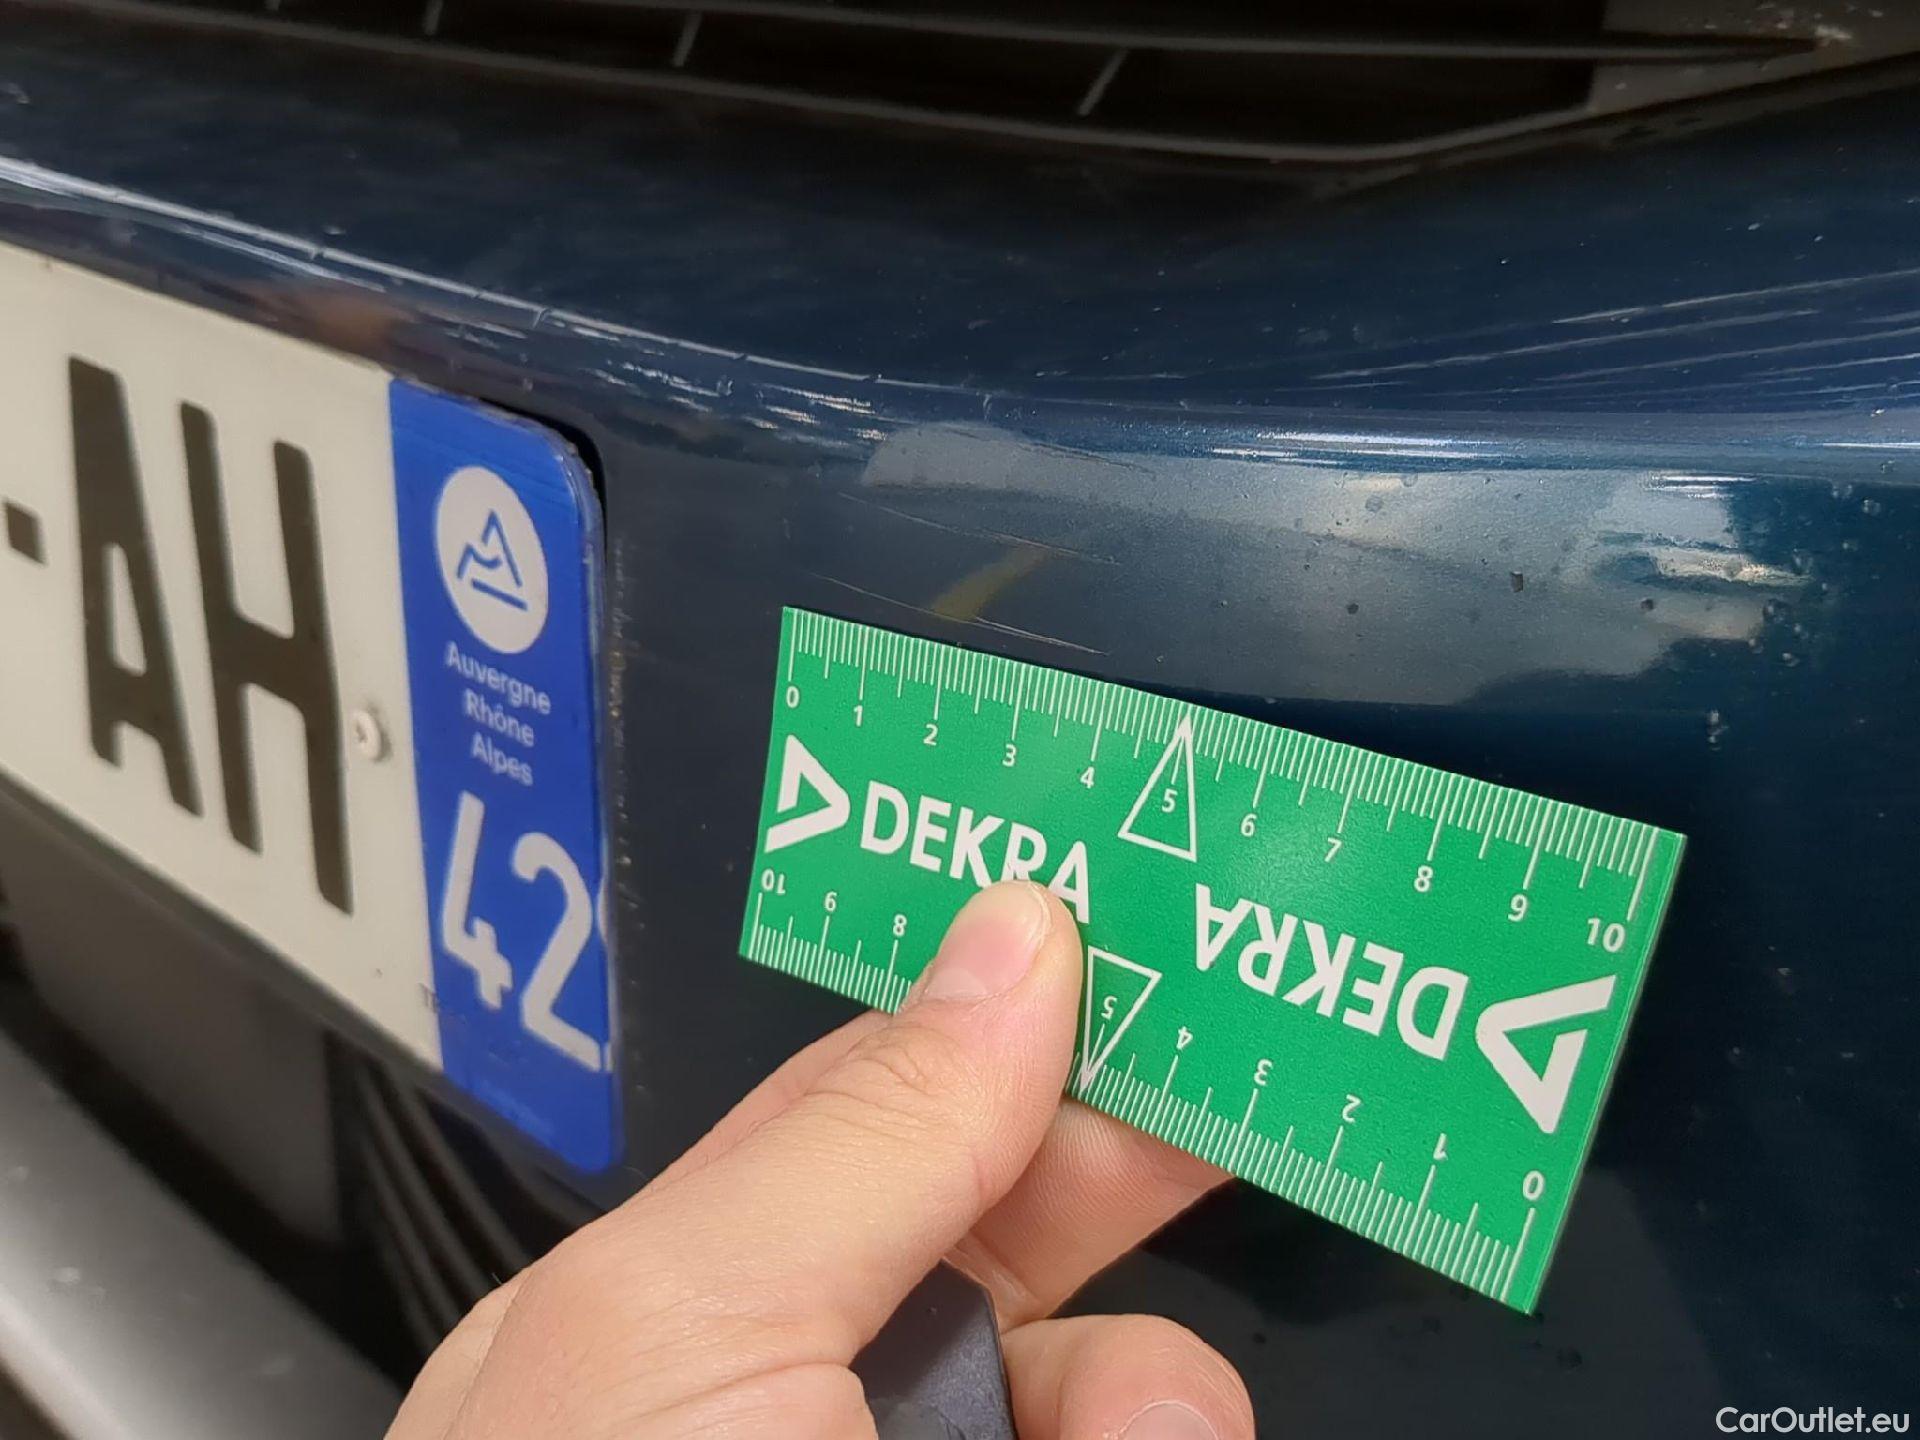 -AH
Auvergne
Rhône
Alpes
42
0 1 2 3 4 5 6 7 8 9 10
DEKRA
DEKRA
10 9 8 5 4 3 2 1 0
CarOutlet.eu